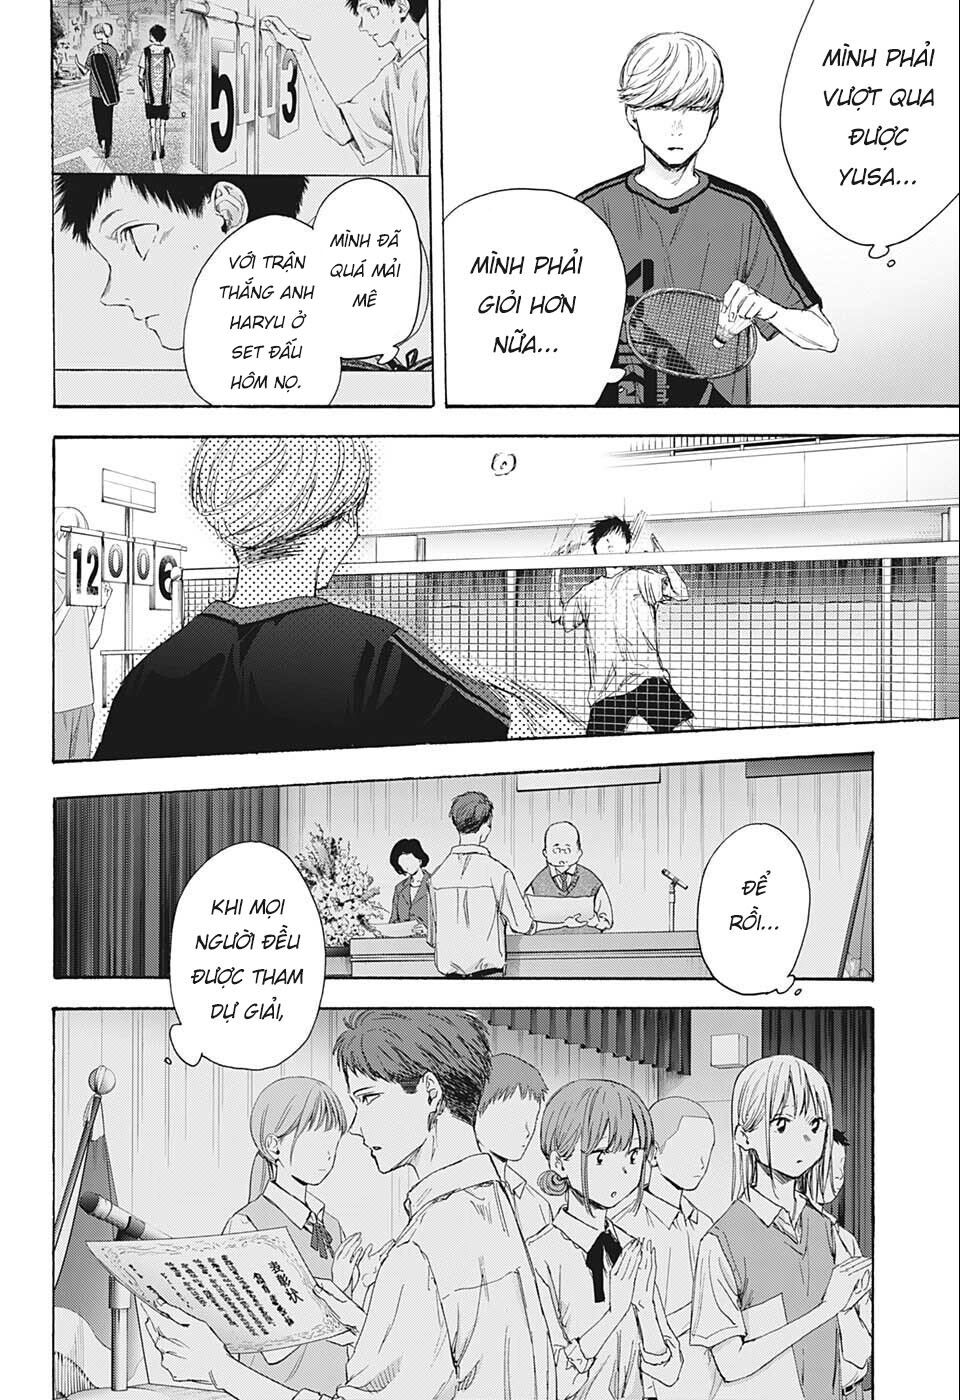 MÌNH PHẢI
VƯỢT QUA
ĐƯỢC
YUSA...
MÌNH PHẢI
GIỎI HƠN
NỮA...
5 1 1 3
MÌNH ĐÃ
QUÁ MẢI
MÊ
VỚI TRẬN
THẮNG ANH
HARYU Ở
SET ĐẤU
HÔM NỌ.
12 0 0 6
ĐỂ
RỒI...
KHI MỌI
NGƯỜI ĐỀU
ĐƯỢC THAM
DỰ GIẢI,
表彰状